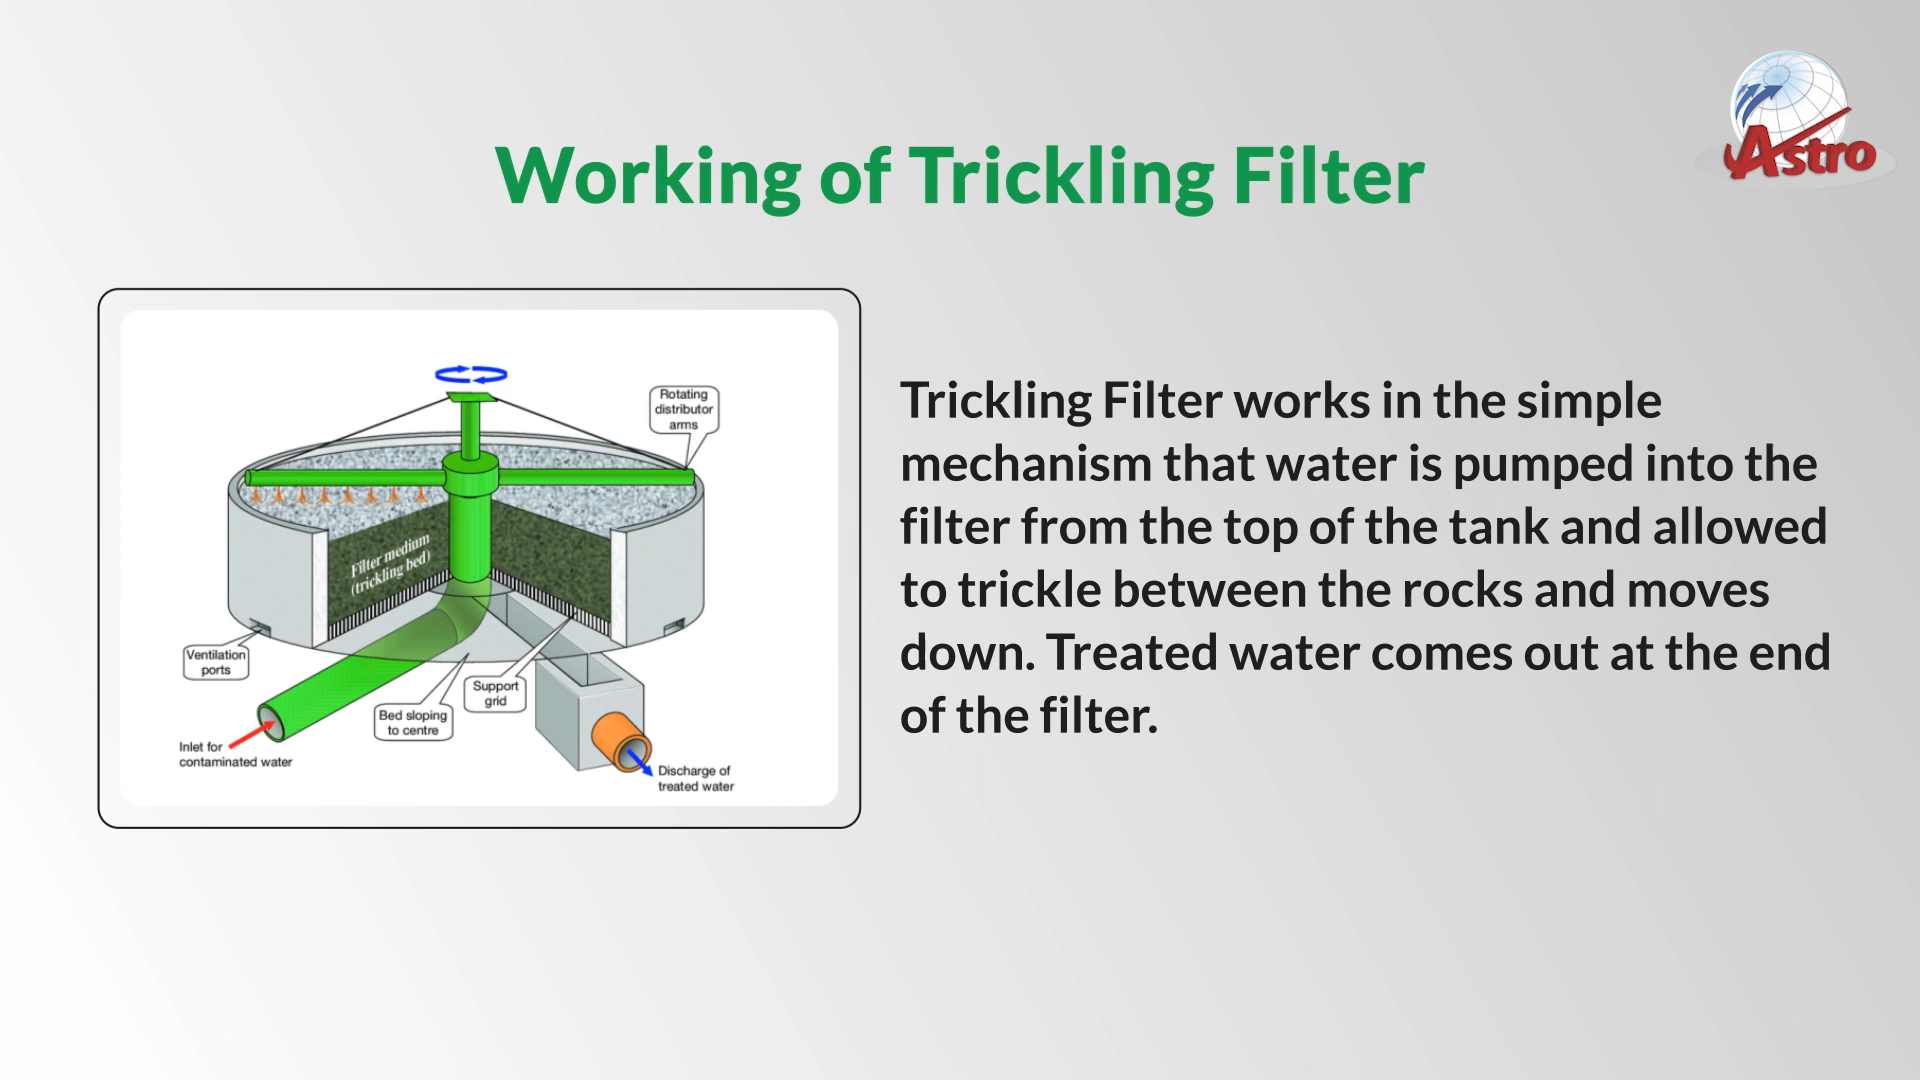 Astro
Working of Trickling Filter
Rotating
distributor
arms
Filter medium
(trickling bed)
Ventilation
ports
Support
grid
Bed sloping
to centre
Inlet for
contaminated water
Discharge of
treated water
Trickling Filter works in the simple
mechanism that water is pumped into the
filter from the top of the tank and allowed
to trickle between the rocks and moves
down. Treated water comes out at the end
of the filter.